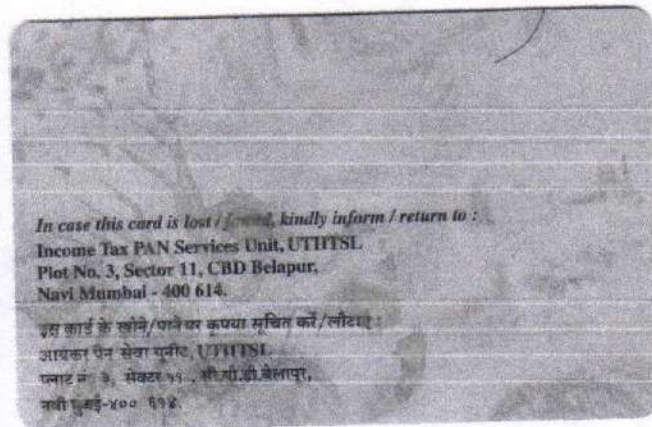 In case this card is lost / found, kindly inform / return to :
Income Tax PAN Services Unit, UTIITSL
Plot No. 3, Sector 11, CBD Belapur,
Navi Mumbai - 400 614.
इस कार्ड के खोने/पाने पर कृपया सूचित करें/लौटाएं :
आयकर पैन सेवा यूनीट, UTIITSL
प्लाट नं: ३, सेक्टर ११ , सी.बी.डी.बेलापूर,
नवी मुंबई-४०० ६१४.